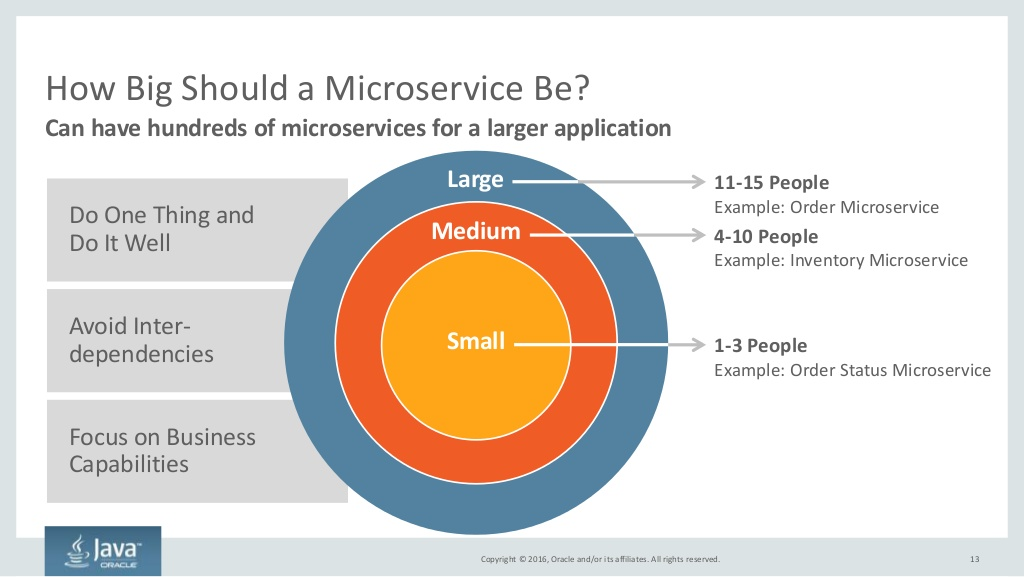 How Big Should a Microservice Be?
Can have hundreds of microservices for a larger application
Do One Thing and
Do It Well
Avoid Inter-
dependencies
Focus on Business
Capabilities
Large
Medium
Small
11-15 People
Example: Order Microservice
4-10 People
Example: Inventory Microservice
1-3 People
Example: Order Status Microservice
Java™
ORACLE
Copyright © 2016, Oracle and/or its affiliates. All rights reserved.
13